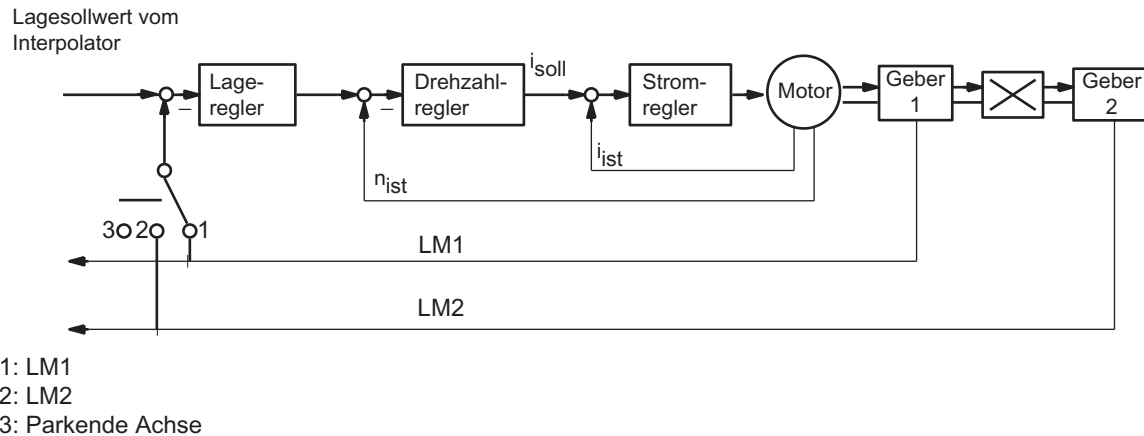 Lagesollwert vom
Interpolator
Lage-
regler
Drehzahl-
regler
isoll
Strom-
regler
Motor
Geber
1
Geber
2
iist
nist
3 2 1
LM1
LM2
1: LM1
2: LM2
3: Parkende Achse